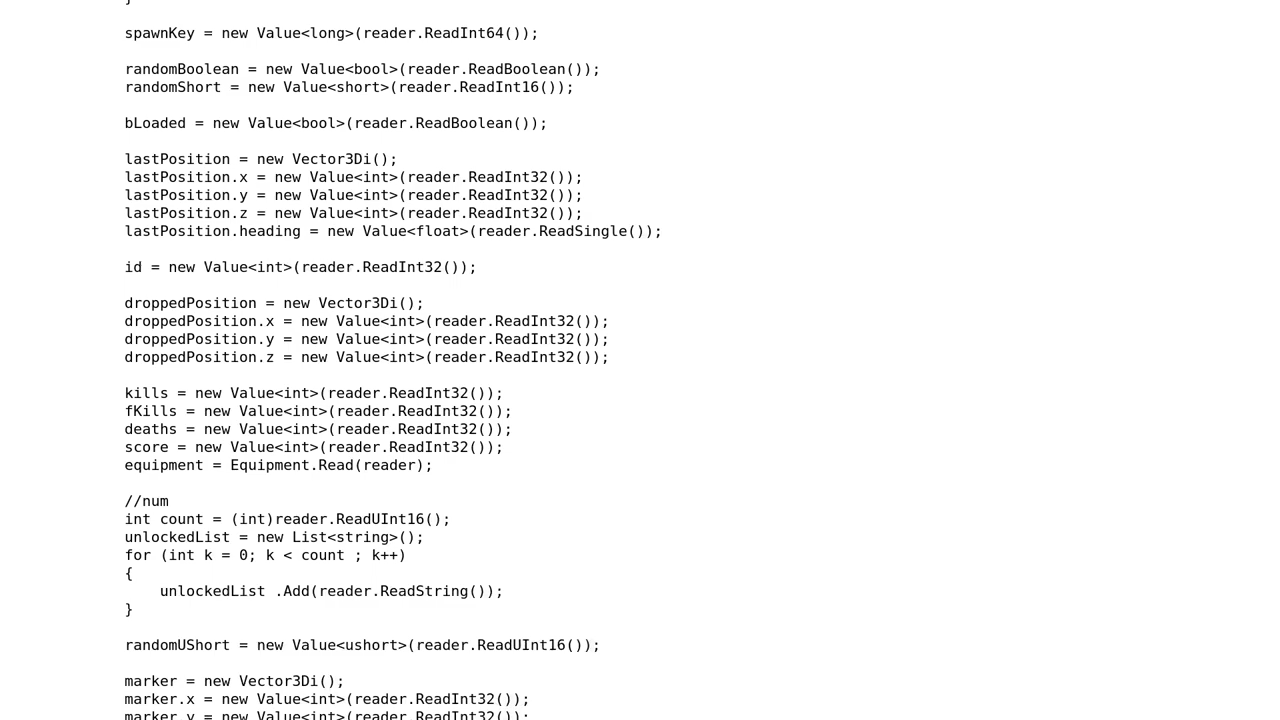 }
spawnKey = new Value<long>(reader.ReadInt64());
randomBoolean = new Value<bool>(reader.ReadBoolean());
randomShort = new Value<short>(reader.ReadInt16());
bLoaded = new Value<bool>(reader.ReadBoolean());
lastPosition = new Vector3Di();
lastPosition.x = new Value<int>(reader.ReadInt32());
lastPosition.y = new Value<int>(reader.ReadInt32());
lastPosition.z = new Value<int>(reader.ReadInt32());
lastPosition.heading = new Value<float>(reader.ReadSingle());
id = new Value<int>(reader.ReadInt32());
droppedPosition = new Vector3Di();
droppedPosition.x = new Value<int>(reader.ReadInt32());
droppedPosition.y = new Value<int>(reader.ReadInt32());
droppedPosition.z = new Value<int>(reader.ReadInt32());
kills = new Value<int>(reader.ReadInt32());
fKills = new Value<int>(reader.ReadInt32());
deaths = new Value<int>(reader.ReadInt32());
score = new Value<int>(reader.ReadInt32());
equipment = Equipment.Read(reader);
//num
int count = (int)reader.ReadUInt16();
unlockedList = new List<string>();
for (int k = 0; k < count ; k++)
{
    unlockedList .Add(reader.ReadString());
}
randomUShort = new Value<ushort>(reader.ReadUInt16());
marker = new Vector3Di();
marker.x = new Value<int>(reader.ReadInt32());
marker.y = new Value<int>(reader.ReadInt32());